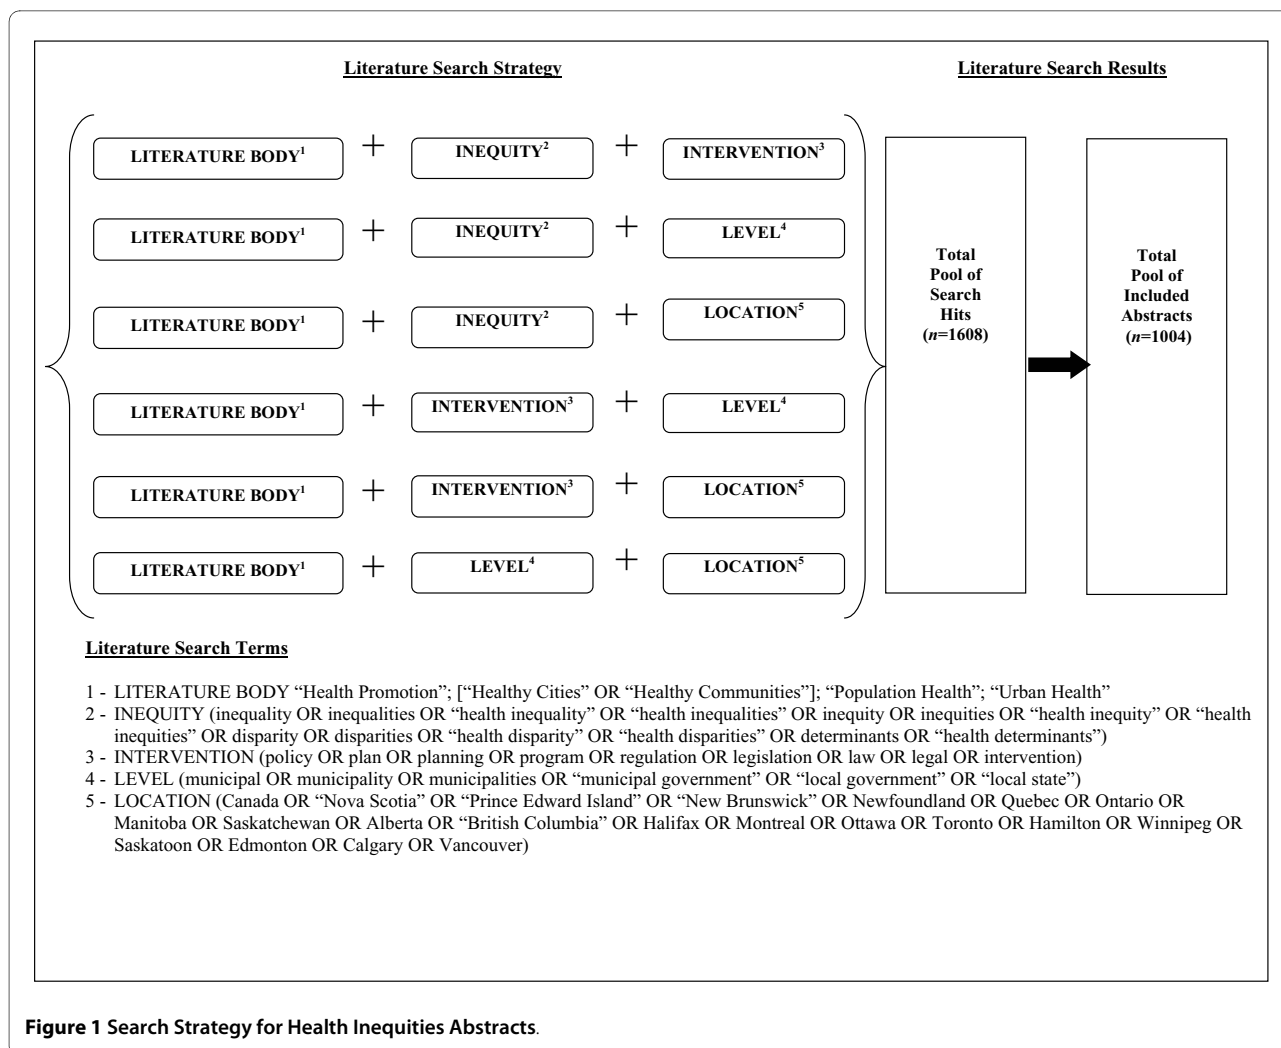 Literature Search Strategy
Literature Search Results
LITERATURE BODY¹ + INEQUITY² + INTERVENTION³
LITERATURE BODY¹ + INEQUITY² + LEVEL⁴
LITERATURE BODY¹ + INEQUITY² + LOCATION⁵
LITERATURE BODY¹ + INTERVENTION³ + LEVEL⁴
LITERATURE BODY¹ + INTERVENTION³ + LOCATION⁵
LITERATURE BODY¹ + LEVEL⁴ + LOCATION⁵
Total
Pool of
Search
Hits
(n=1608)
Total
Pool of
Included
Abstracts
(n=1004)
Literature Search Terms
1 - LITERATURE BODY “Health Promotion”; [“Healthy Cities” OR “Healthy Communities”]; “Population Health”; “Urban Health”
2 - INEQUITY (inequality OR inequalities OR “health inequality” OR “health inequalities” OR inequity OR inequities OR “health inequity” OR “health
inequities” OR disparity OR disparities OR “health disparity” OR “health disparities” OR determinants OR “health determinants”)
3 - INTERVENTION (policy OR plan OR planning OR program OR regulation OR legislation OR law OR legal OR intervention)
4 - LEVEL (municipal OR municipality OR municipalities OR “municipal government” OR “local government” OR “local state”)
5 - LOCATION (Canada OR “Nova Scotia” OR “Prince Edward Island” OR “New Brunswick” OR Newfoundland OR Quebec OR Ontario OR
Manitoba OR Saskatchewan OR Alberta OR “British Columbia” OR Halifax OR Montreal OR Ottawa OR Toronto OR Hamilton OR Winnipeg OR
Saskatoon OR Edmonton OR Calgary OR Vancouver)
Figure 1 Search Strategy for Health Inequities Abstracts.